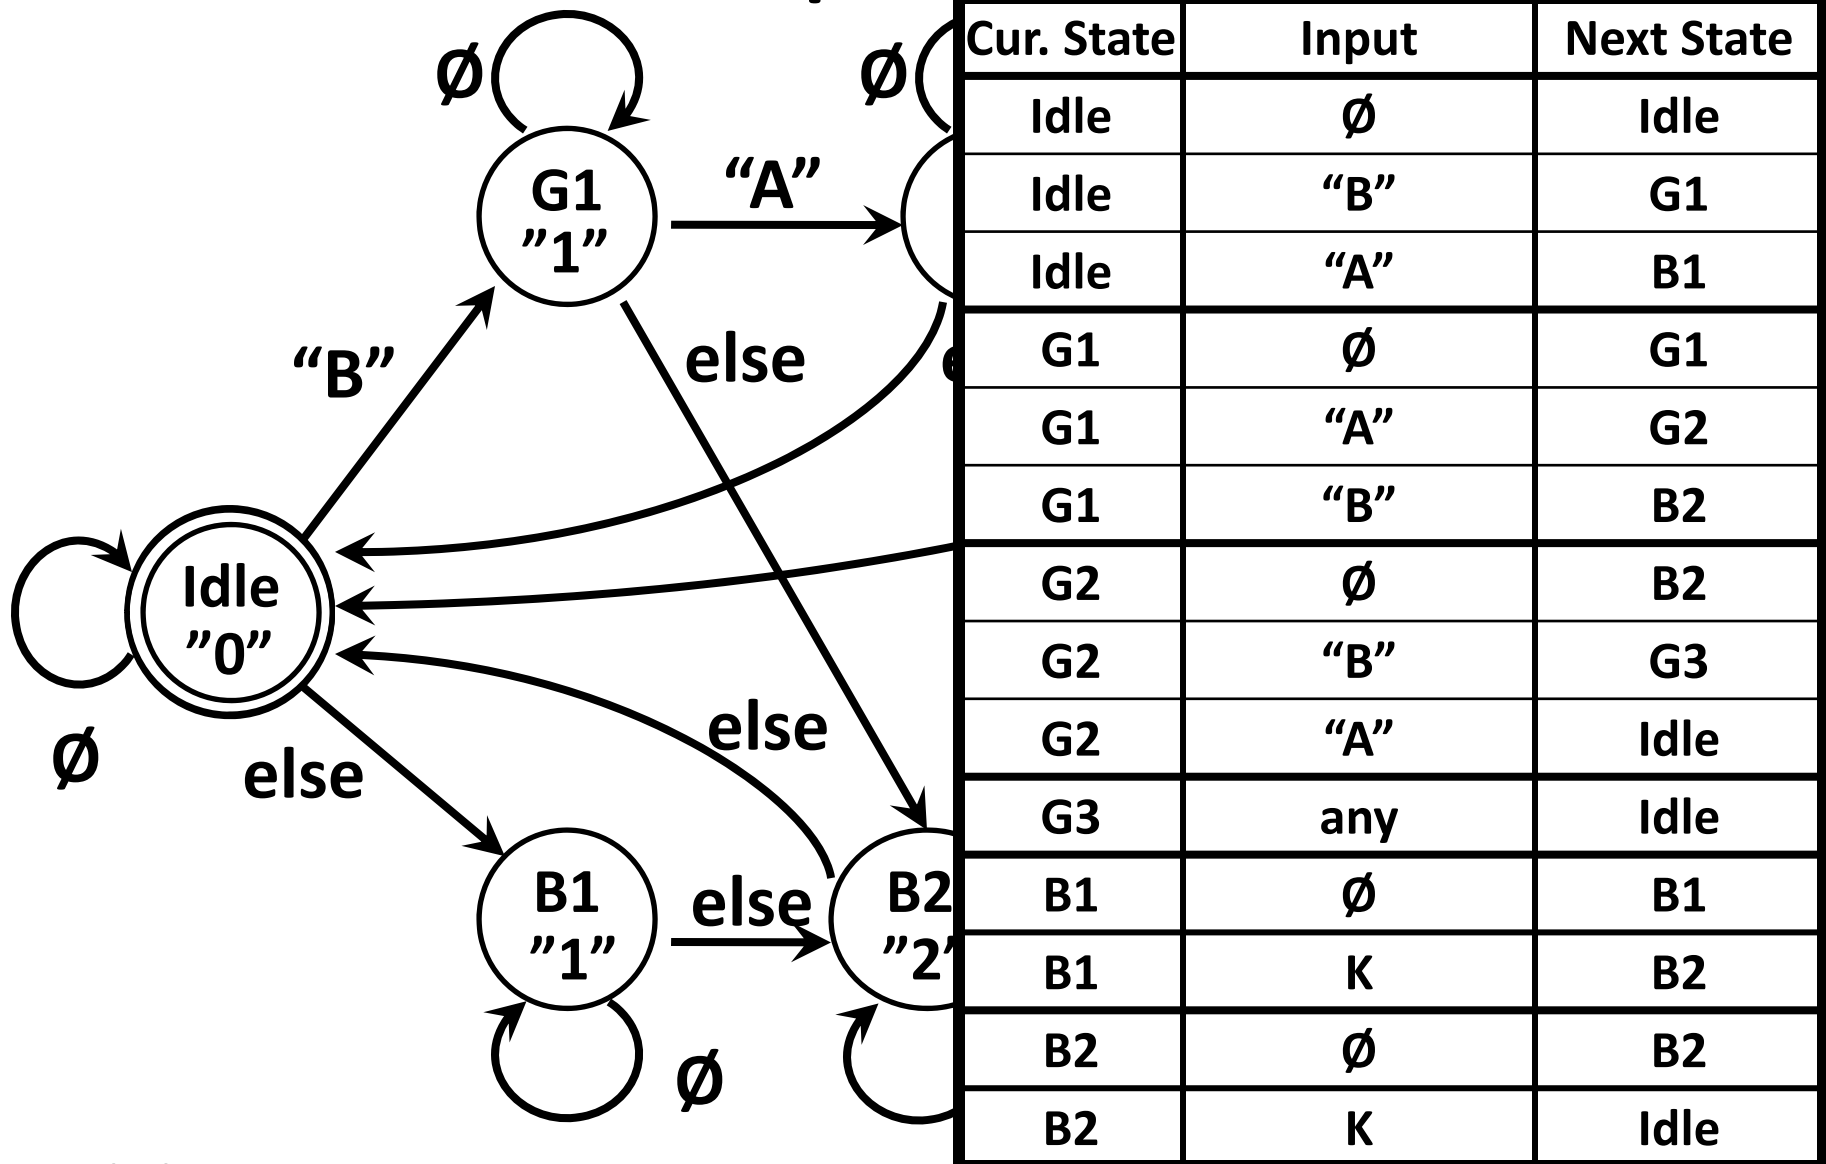 Ø
Ø
G1
”1”
“A”
“B”
else
Idle
”0”
Ø
else
else
B1
”1”
else
B2
”2”
Ø
Cur. State Input Next State
Idle Ø Idle
Idle “B” G1
Idle “A” B1
G1 Ø G1
G1 “A” G2
G1 “B” B2
G2 Ø B2
G2 “B” G3
G2 “A” Idle
G3 any Idle
B1 Ø B1
B1 K B2
B2 Ø B2
B2 K Idle